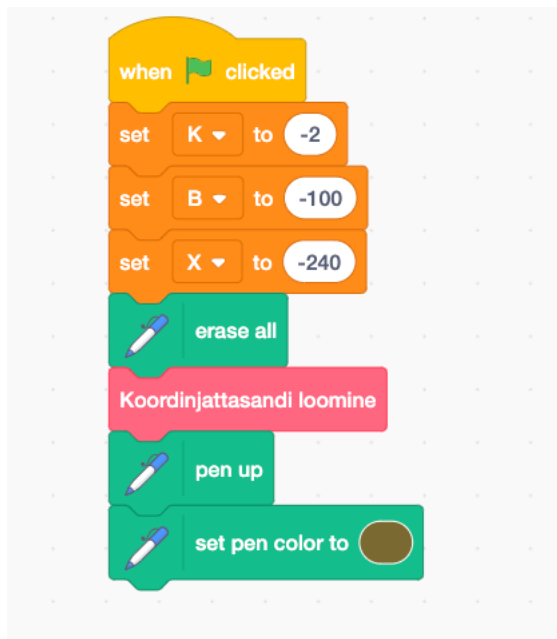 when clicked
set K to -2
set B to -100
set X to -240
erase all
Koordinjattasandi loomine
pen up
set pen color to